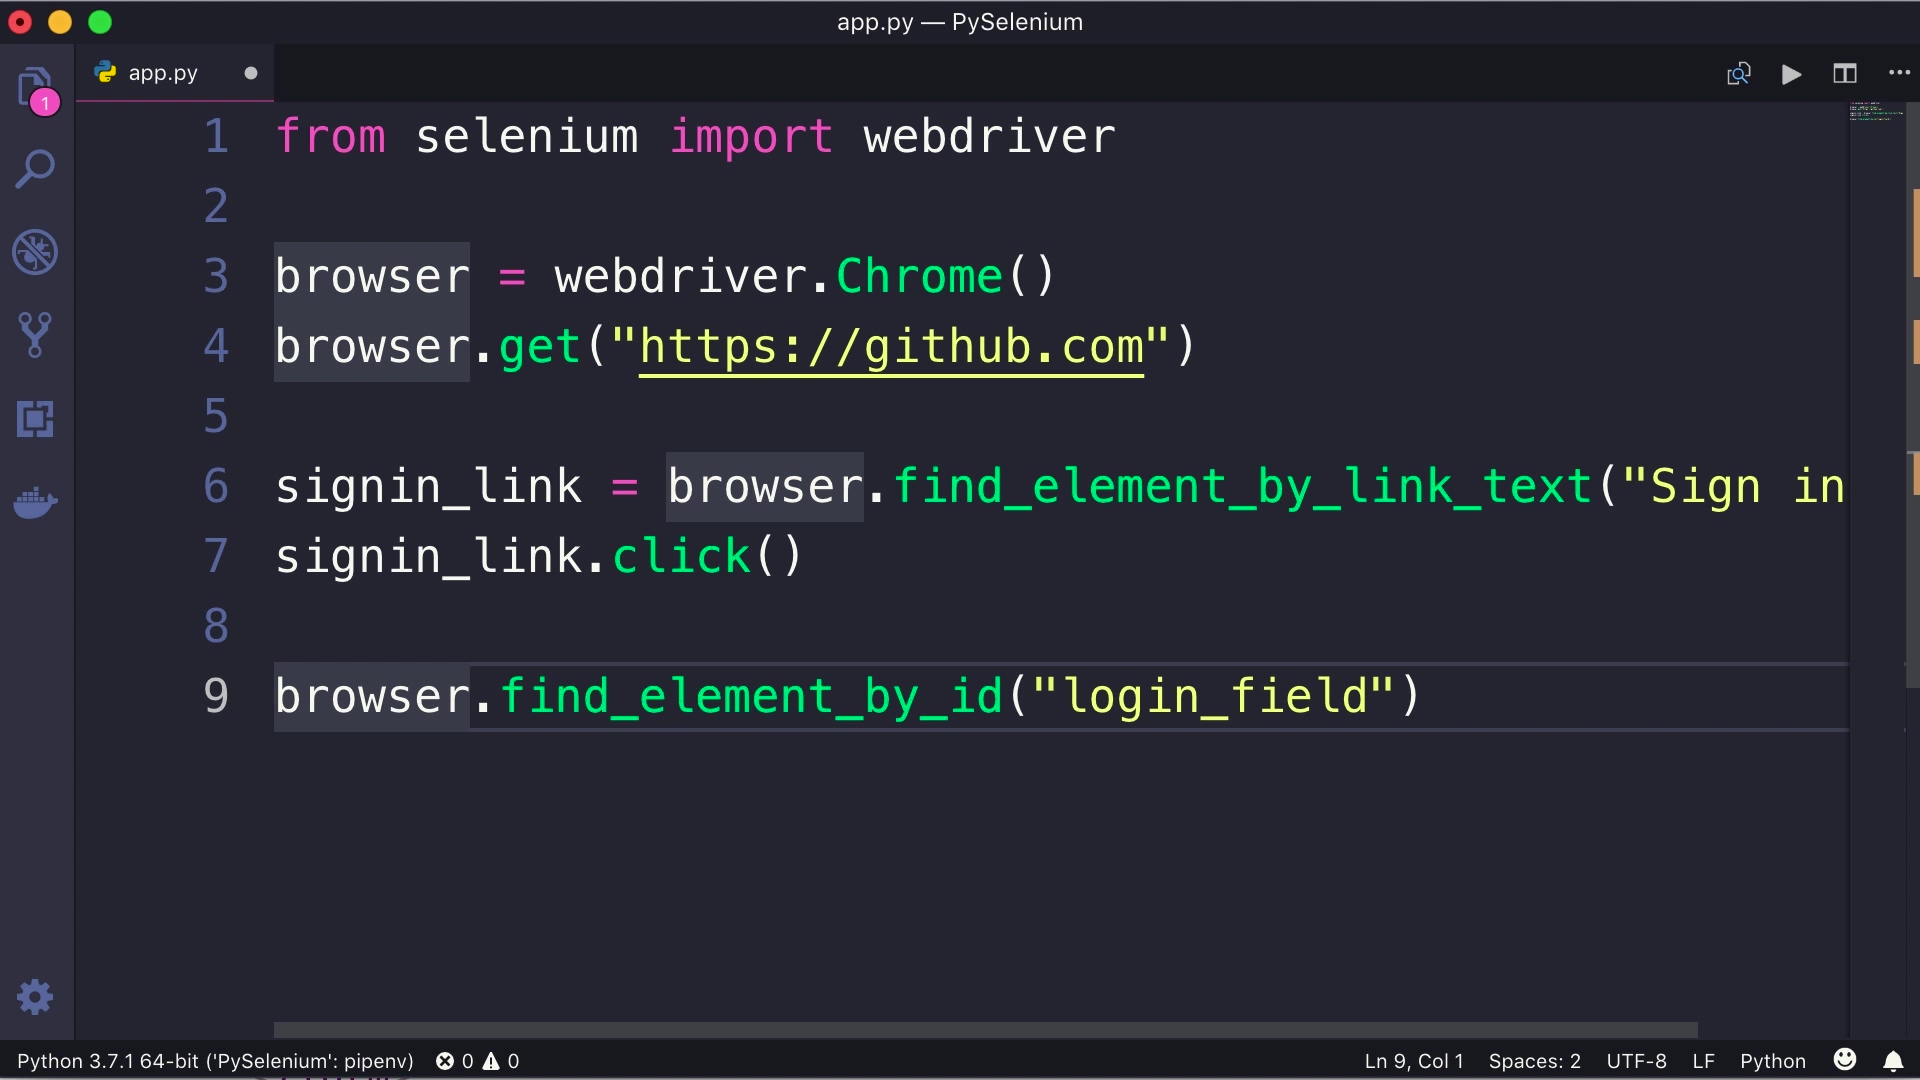 app.py — PySelenium
app.py
1
1 from selenium import webdriver
2
3 browser = webdriver.Chrome()
4 browser.get("https://github.com")
5
6 signin_link = browser.find_element_by_link_text("Sign in
7 signin_link.click()
8
9 browser.find_element_by_id("login_field")
Python 3.7.1 64-bit ('PySelenium': pipenv) 0 0 Ln 9, Col 1 Spaces: 2 UTF-8 LF Python